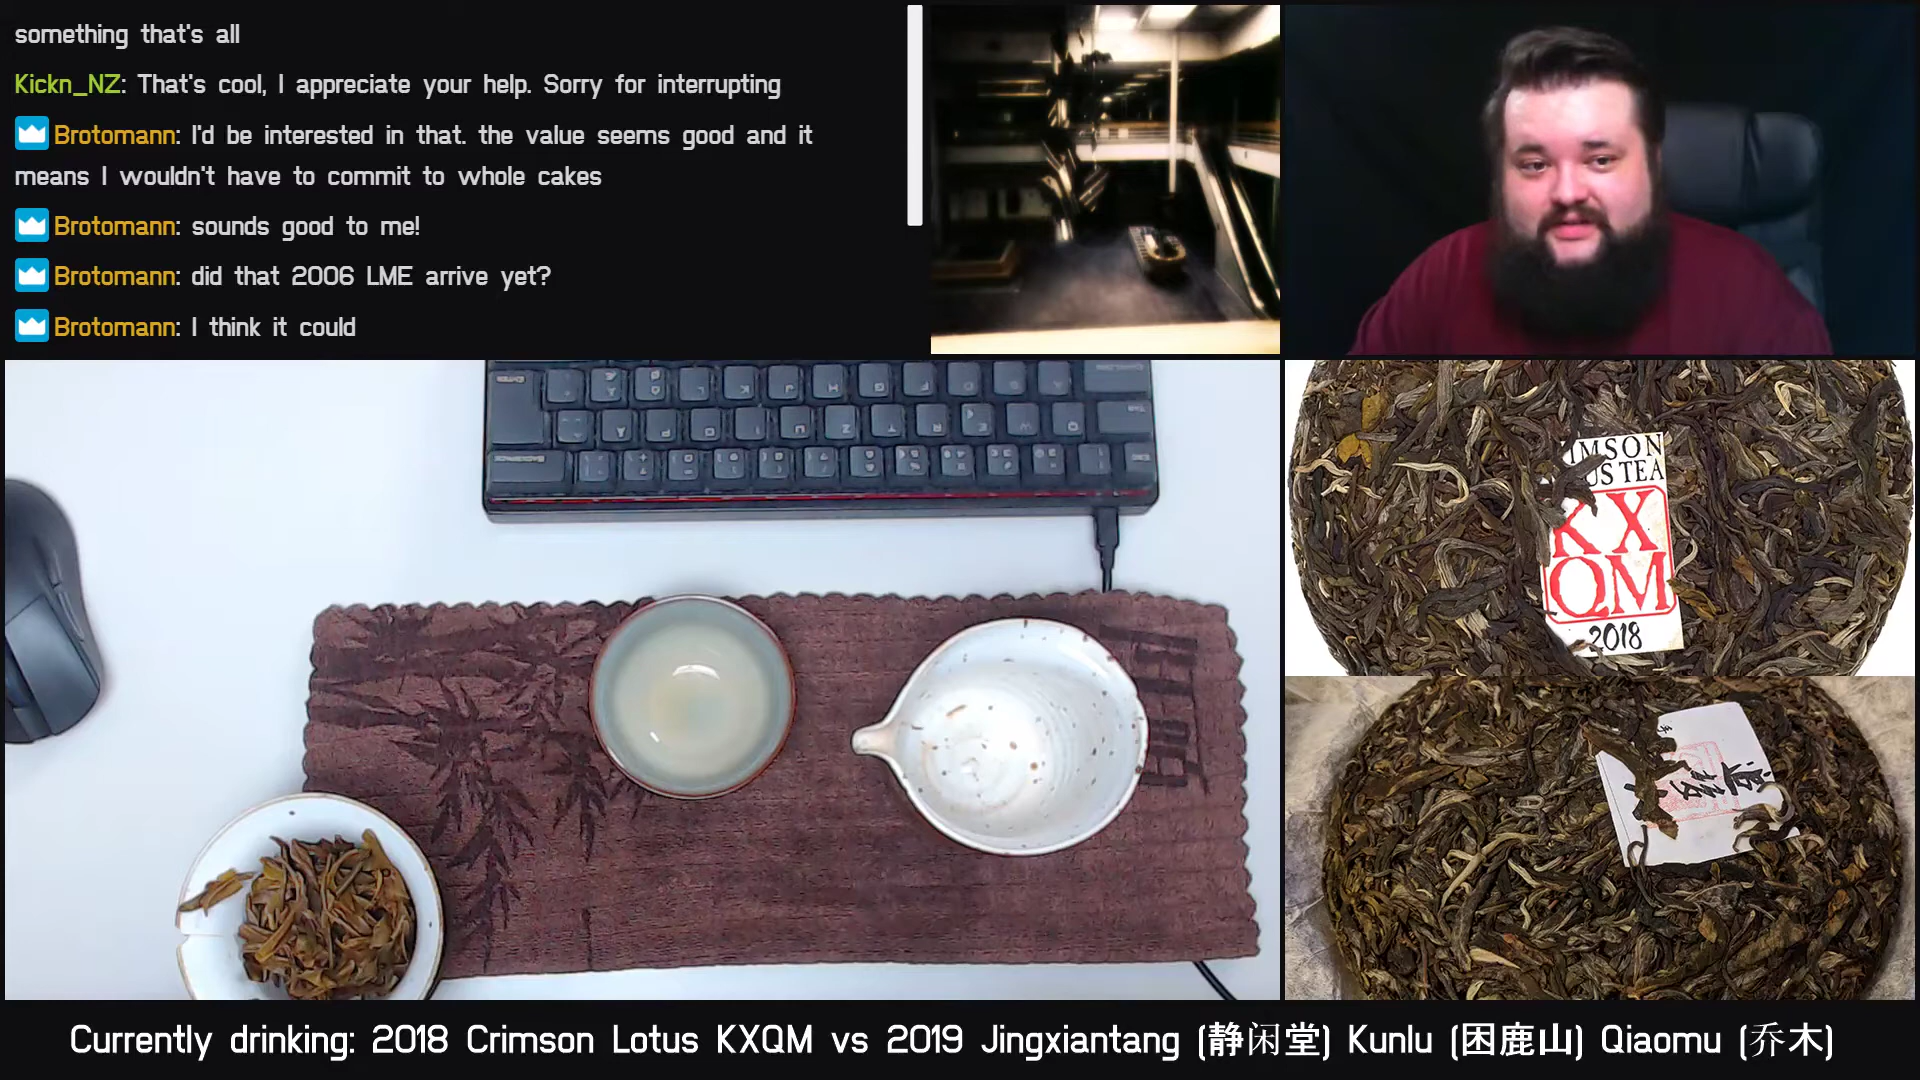 something that's all
Kickn_NZ: That's cool, I appreciate your help. Sorry for interrupting
Brotomann: I'd be interested in that. the value seems good and it
means I wouldn't have to commit to whole cakes
Brotomann: sounds good to me!
Brotomann: did that 2006 LME arrive yet?
Brotomann: I think it could
IMSON
US TEA
KX
QM
2018
Currently drinking: 2018 Crimson Lotus KXQM vs 2019 Jingxiantang (静闲堂) Kunlu (困鹿山) Qiaomu (乔木)